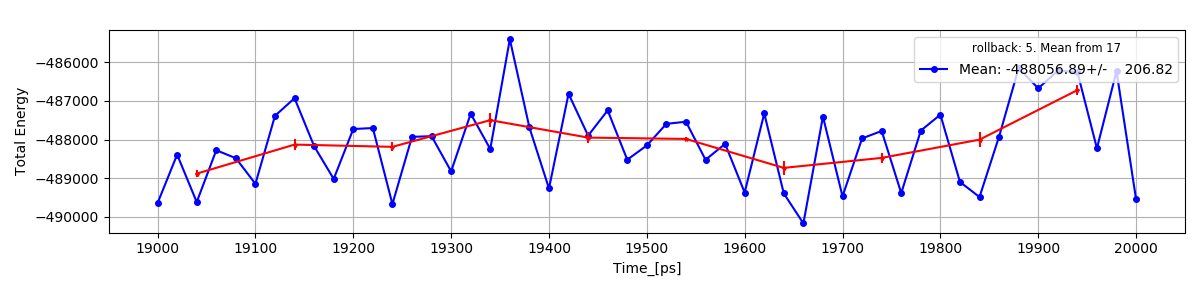 rollback: 5. Mean from 17
Mean: -488056.89+/- 206.82
Total Energy
−486000
−487000
−488000
−489000
−490000
19000 19100 19200 19300 19400 19500 19600 19700 19800 19900 20000
Time_[ps]